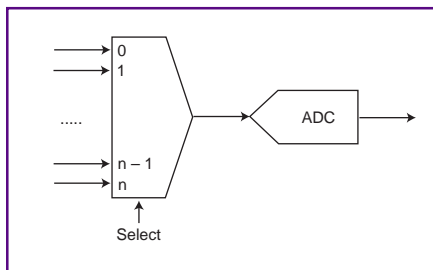 0
1
.....
n – 1
n
ADC
Select